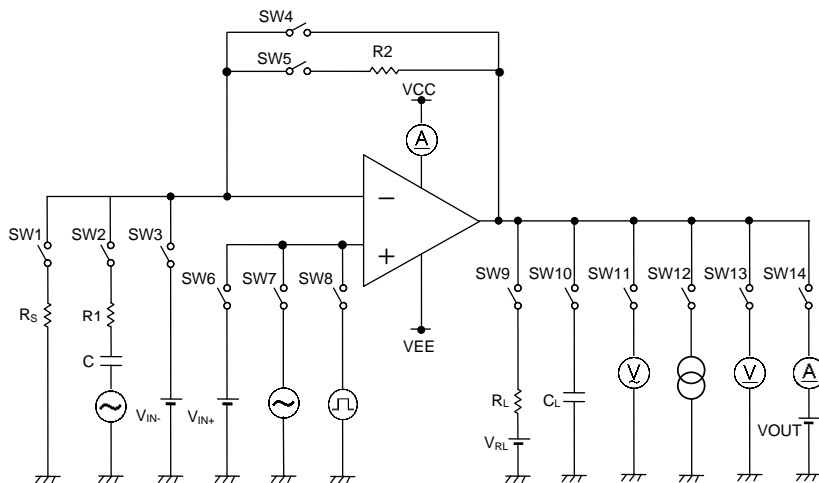 SW4
SW5
R2
VCC
A
−
+
SW1
SW2
SW3
SW6
SW7
SW8
SW9
SW10
SW11
SW12
SW13
SW14
RS
R1
C
VEE
VIN-
VIN+
RL
CL
VRL
V
V
A
VOUT